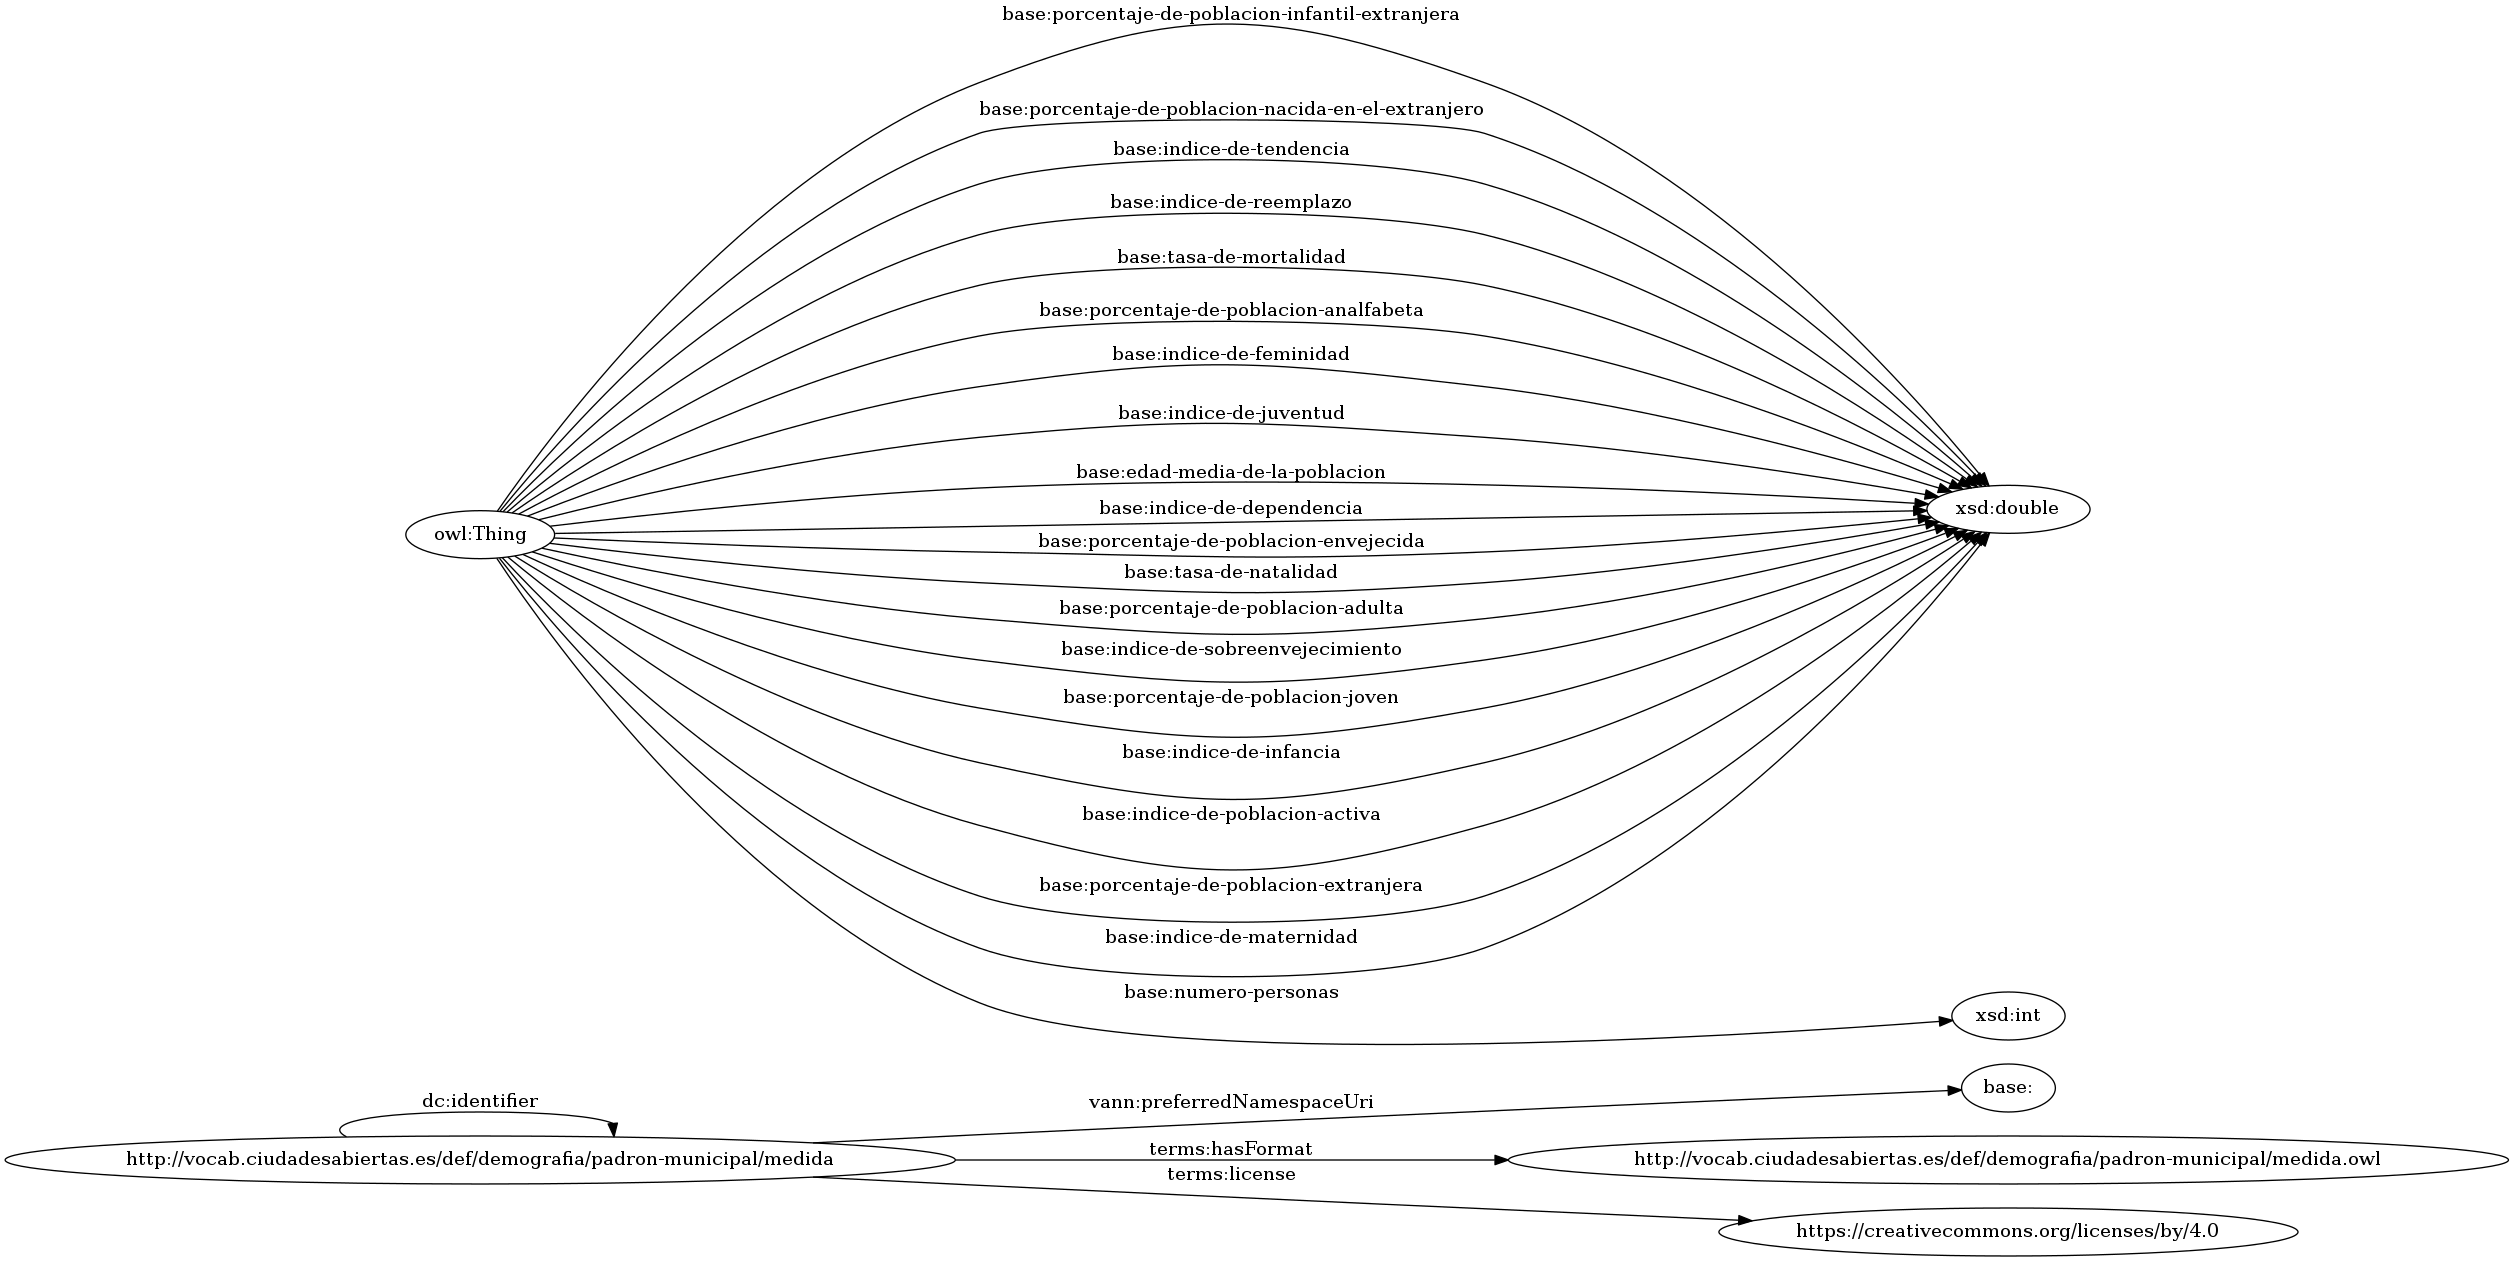 base:porcentaje-de-poblacion-infantil-extranjera
base:porcentaje-de-poblacion-nacida-en-el-extranjero
base:indice-de-tendencia
base:indice-de-reemplazo
base:tasa-de-mortalidad
base:porcentaje-de-poblacion-analfabeta
base:indice-de-feminidad
base:indice-de-juventud
base:edad-media-de-la-poblacion
base:indice-de-dependencia
owl:Thing
xsd:double
base:porcentaje-de-poblacion-envejecida
base:tasa-de-natalidad
base:porcentaje-de-poblacion-adulta
base:indice-de-sobreenvejecimiento
base:porcentaje-de-poblacion-joven
base:indice-de-infancia
base:indice-de-poblacion-activa
base:porcentaje-de-poblacion-extranjera
base:indice-de-maternidad
base:numero-personas
xsd:int
dc:identifier
vann:preferredNamespaceUri
base:
http://vocab.ciudadesabiertas.es/def/demografia/padron-municipal/medida
terms:hasFormat
http://vocab.ciudadesabiertas.es/def/demografia/padron-municipal/medida.owl
terms:license
https://creativecommons.org/licenses/by/4.0